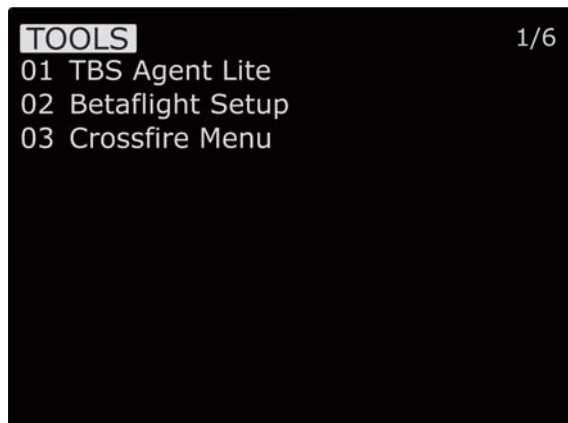 TOOLS 1/6
01 TBS Agent Lite
02 Betaflight Setup
03 Crossfire Menu